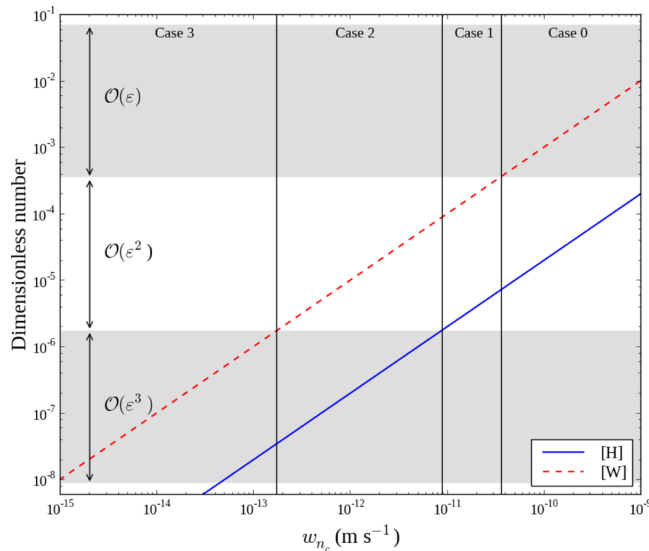 10⁻¹
Case 3 Case 2 Case 1 Case 0
10⁻²
𝒪(ε)
10⁻³
10⁻⁴
𝒪(ε²)
10⁻⁵
10⁻⁶
𝒪(ε³)
10⁻⁷
10⁻⁸
Dimensionless number
[H]
[W]
10⁻¹⁵ 10⁻¹⁴ 10⁻¹³ 10⁻¹² 10⁻¹¹ 10⁻¹⁰ 10⁻⁹
w_{n_c} (m s⁻¹)